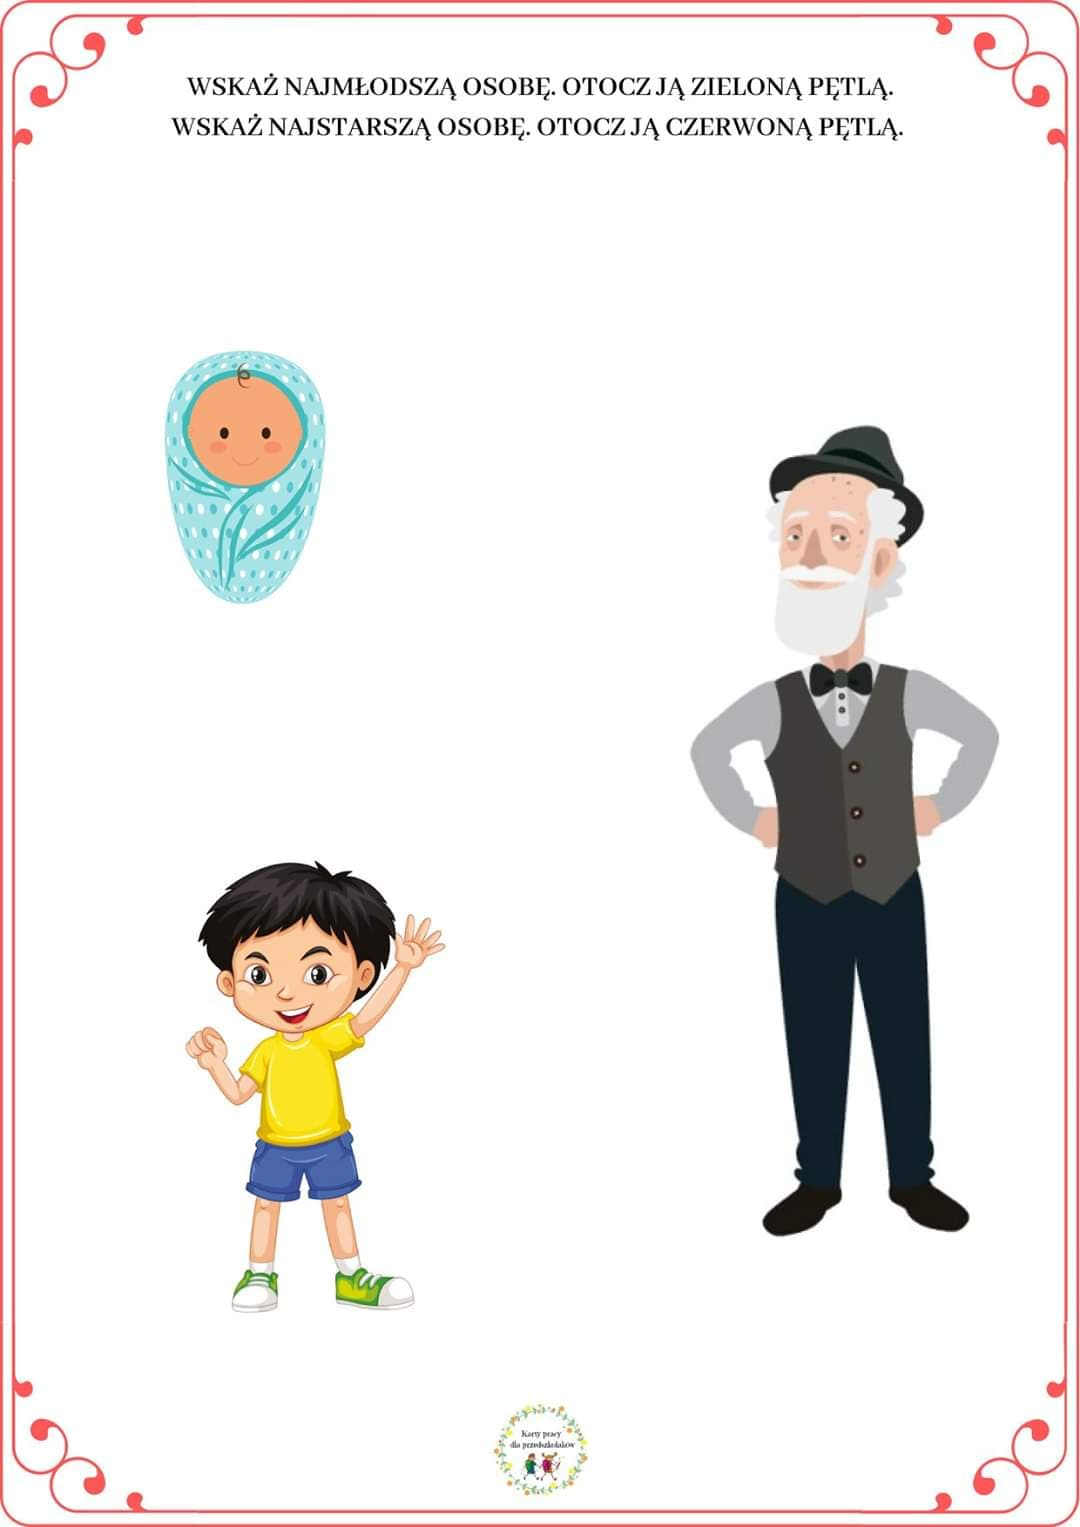 WSKAŻ NAJMŁODSZĄ OSOBĘ. OTOCZ JĄ ZIELONĄ PĘTLĄ.
WSKAŻ NAJSTARSZĄ OSOBĘ. OTOCZ JĄ CZERWONĄ PĘTLĄ.
Karty pracy
dla przedszkolaków